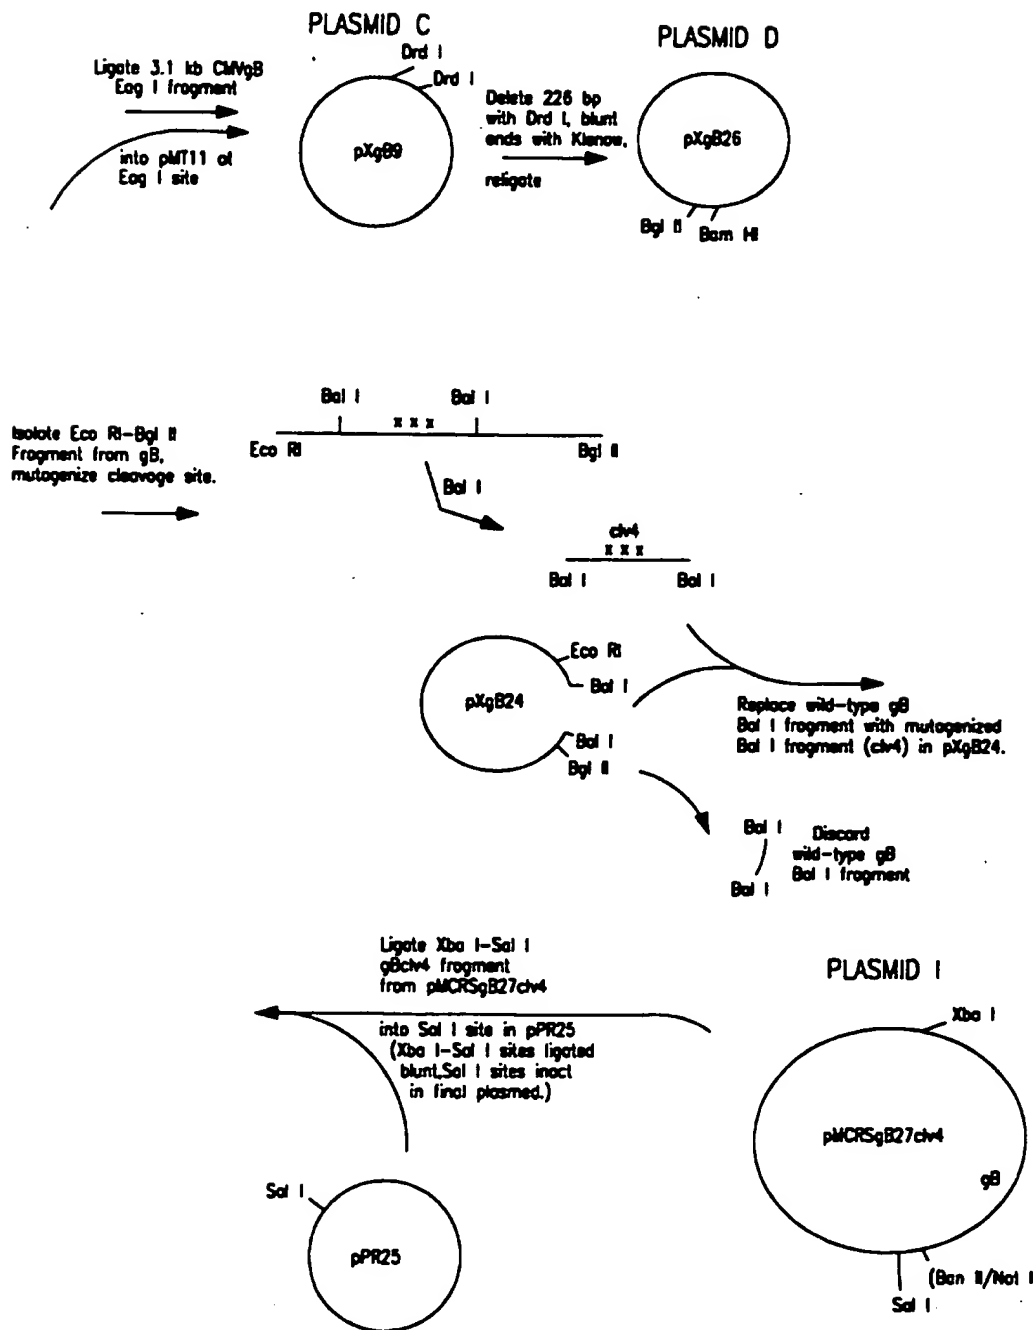 PLASMID C
PLASMID D
Ligate 3.1 kb CMVgB
Eag I fragment
into pMT11 at
Eag I site
Drd I
Drd I
pXgB9
Delete 226 bp
with Drd I, blunt
ends with Klenow,
religate
pXgB26
Bgl II
Bam HI
Isolate Eco RI-Bgl II
Fragment from gB,
mutagenize cleavage site.
Bal I
Bal I
x x x
Eco RI
Bgl II
Bal I
clv4
x x x
Bal I
Bal I
Eco RI
Bal I
pXgB24
Bal I
Bgl II
Replace wild-type gB
Bal I fragment with mutogenized
Bal I fragment (clv4) in pXgB24.
Bal I
Bal I
Discard
wild-type gB
Bal I fragment
Ligate Xba I-Sal I
gBclv4 fragment
from pMCRSgB27clv4
into Sal I site in pPR25
(Xba I-Sal I sites ligated
blunt,Sal I sites inact
in final plasmed.)
PLASMID I
Xba I
pMCRSgB27clv4
gB
(Ban II/Not I
Sal I
Sal I
pPR25